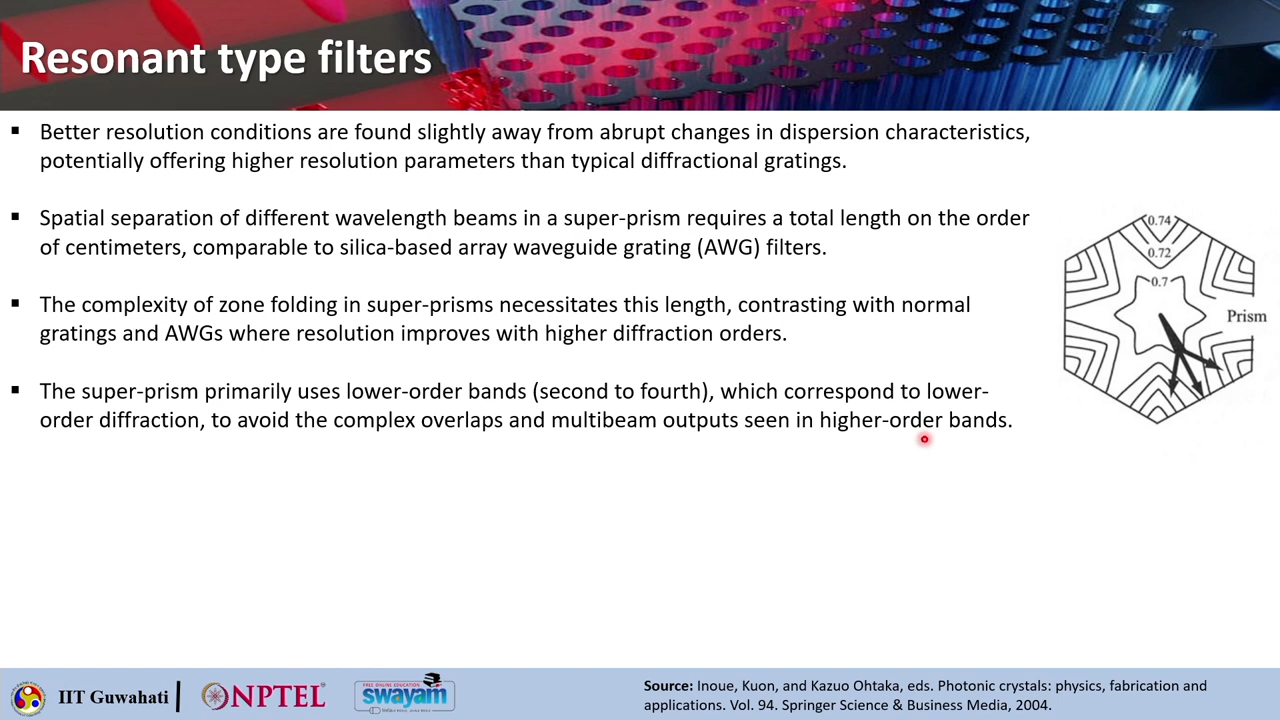 Resonant type filters
▪ Better resolution conditions are found slightly away from abrupt changes in dispersion characteristics,
potentially offering higher resolution parameters than typical diffractional gratings.
▪ Spatial separation of different wavelength beams in a super-prism requires a total length on the order
of centimeters, comparable to silica-based array waveguide grating (AWG) filters.
▪ The complexity of zone folding in super-prisms necessitates this length, contrasting with normal
gratings and AWGs where resolution improves with higher diffraction orders.
▪ The super-prism primarily uses lower-order bands (second to fourth), which correspond to lower-
order diffraction, to avoid the complex overlaps and multibeam outputs seen in higher-order bands.
0.74
0.72
0.7
Prism
IIT Guwahati
NPTEL
FREE ONLINE EDUCATION
swayam
Source: Inoue, Kuon, and Kazuo Ohtaka, eds. Photonic crystals: physics, fabrication and
applications. Vol. 94. Springer Science & Business Media, 2004.